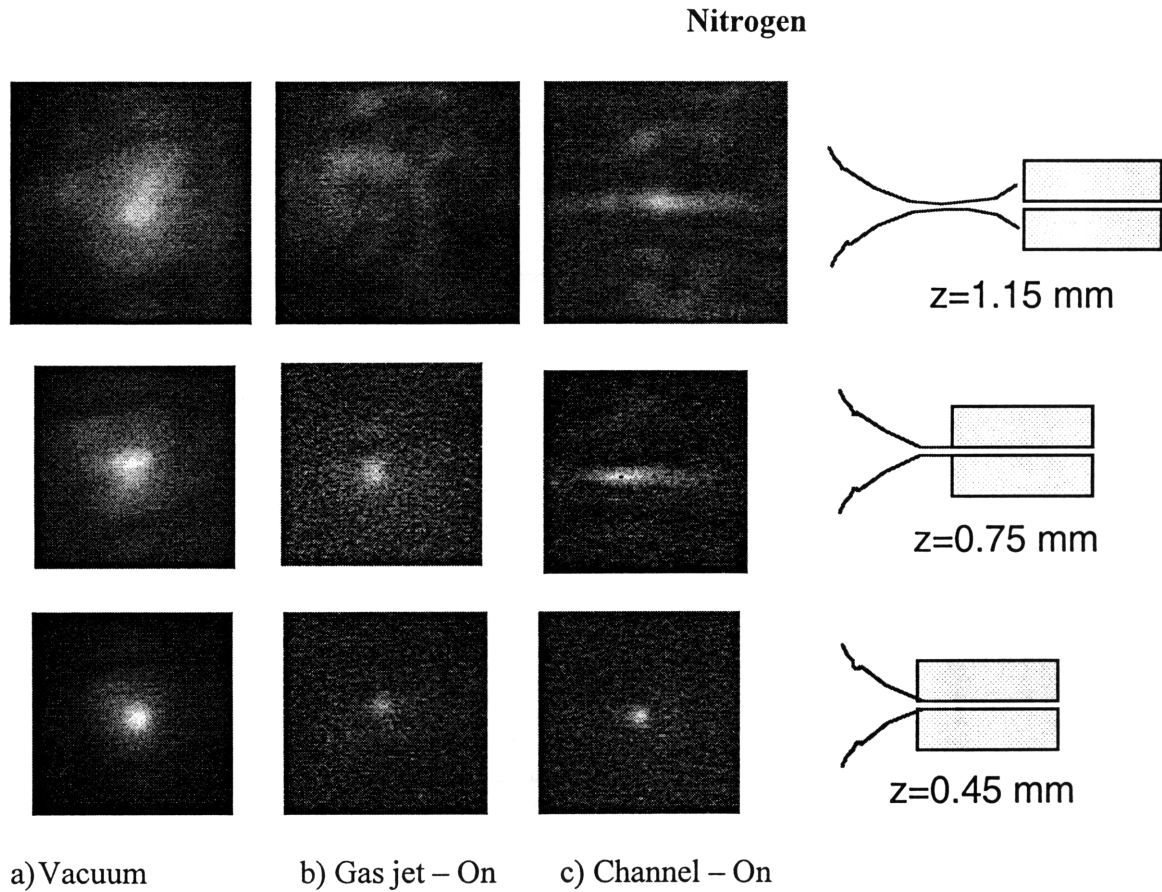 Nitrogen
z=1.15 mm
z=0.75 mm
z=0.45 mm
a) Vacuum
b) Gas jet – On
c) Channel – On